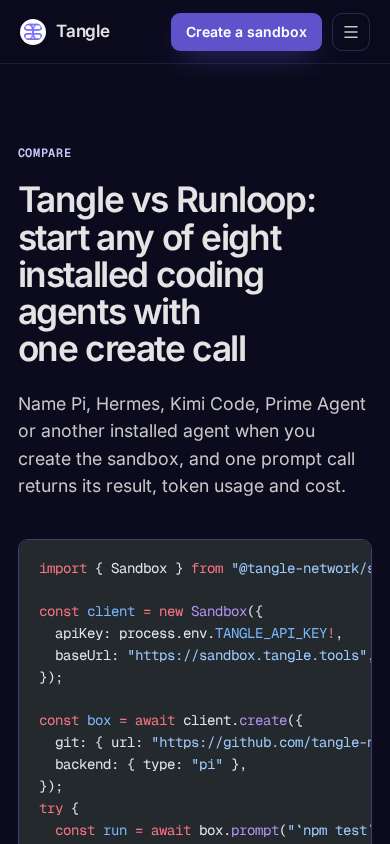 Tangle
Create a sandbox
COMPARE
Tangle vs Runloop:
start any of eight
installed coding
agents with
one create call
Name Pi, Hermes, Kimi Code, Prime Agent
or another installed agent when you
create the sandbox, and one prompt call
returns its result, token usage and cost.
import { Sandbox } from "@tangle-network/s
const client = new Sandbox({
  apiKey: process.env.TANGLE_API_KEY!,
  baseUrl: "https://sandbox.tangle.tools",
});
const box = await client.create({
  git: { url: "https://github.com/tangle-n
  backend: { type: "pi" },
});
try {
  const run = await box.prompt("`npm test`